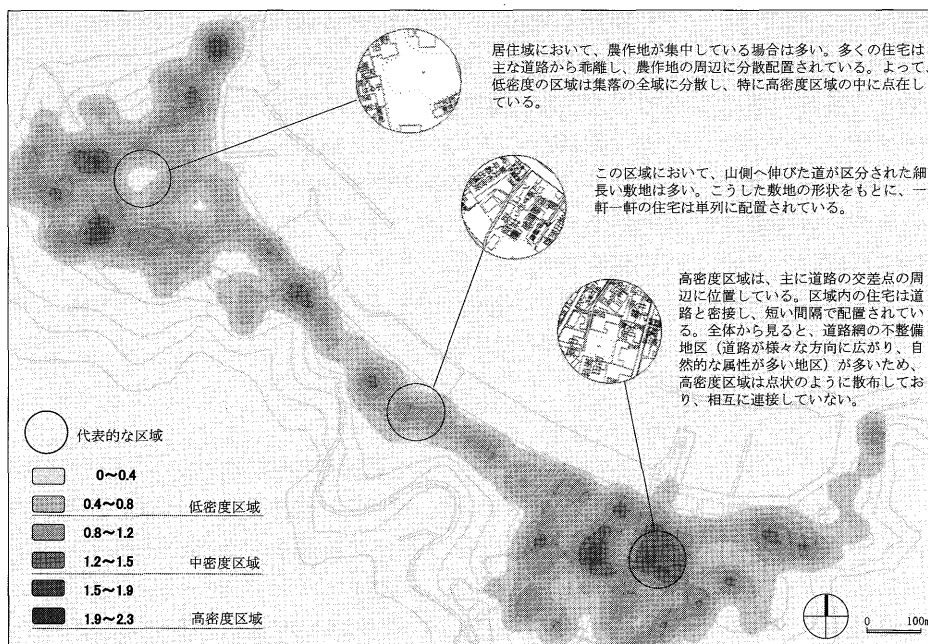 居住域において、農作地が集中している場合は多い。多くの住宅は
主な道路から乖離し、農作地の周辺に分散配置されている。よって、
低密度の区域は集落の全域に分散し、特に高密度区域の中に点在し
ている。
この区域において、山側へ伸びた道が区分された細
長い敷地は多い。こうした敷地の形状をもとに、一
軒一軒の住宅は単列に配置されている。
高密度区域は、主に道路の交差点の周
辺に位置している。区域内の住宅は道
路と密接し、短い間隔で配置されてい
る。全体から見ると、道路網の不整備
地区（道路が様々な方向に広がり、自
然的な属性が多い地区）が多いため、
高密度区域は点状のように散布してお
り、相互に連接していない。
代表的な区域
0～0.4
0.4～0.8 低密度区域
0.8～1.2
1.2～1.5 中密度区域
1.5～1.9
1.9～2.3 高密度区域
0 100m